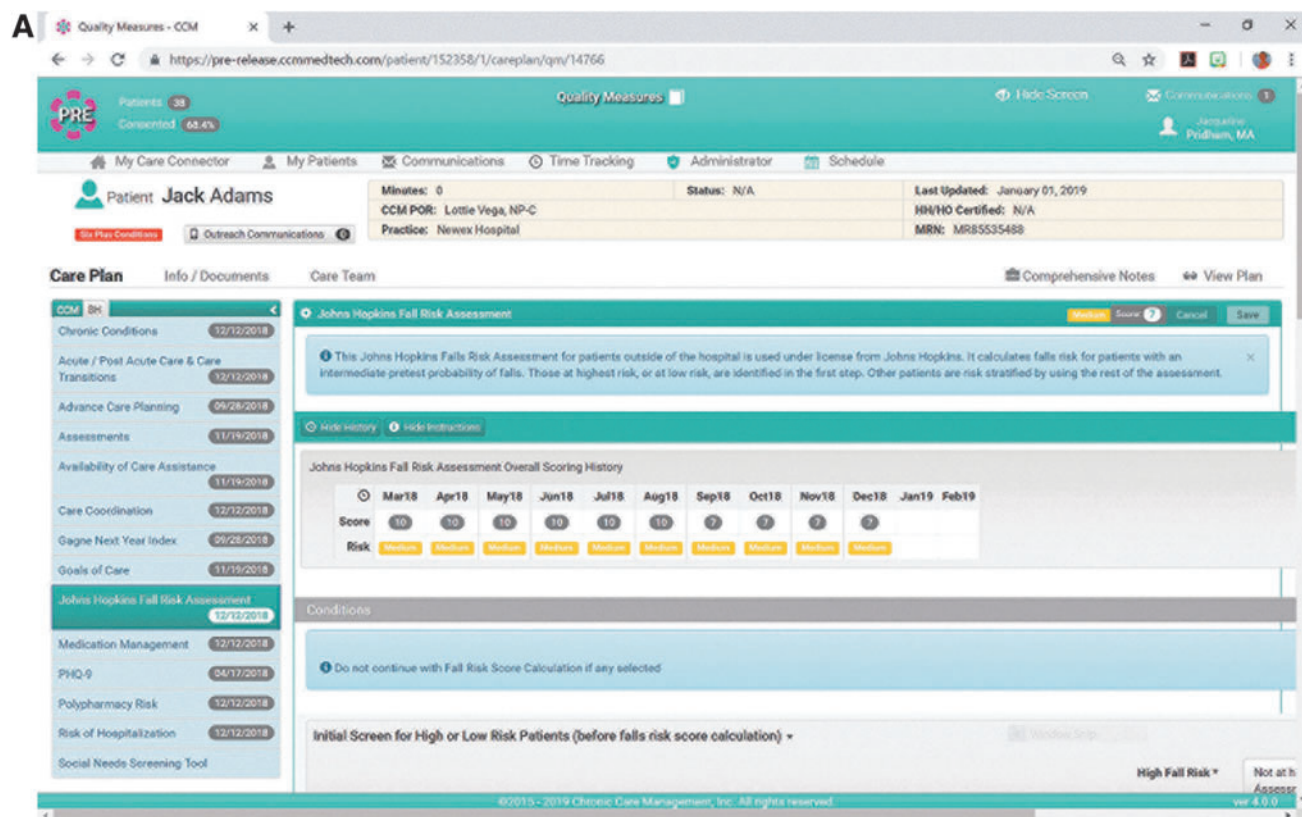 A
Quality Measures - CCM
https://pre-release.ccmmedtech.com/patient/152358/1/careplan/qm/14766
PRE
Patients 38
Consented 68.4%
Quality Measures
Hide Screen
Communications 1
Jacqueline
Pridham, MA
My Care Connector My Patients Communications Time Tracking Administrator Schedule
Patient Jack Adams
Six Plus Conditions Outreach Communications 0
Minutes: 0 Status: N/A Last Updated: January 01, 2019
CCM POR: Lottie Vega, NP-C HH/HO Certified: N/A
Practice: Newex Hospital MRN: MR85535488
Care Plan Info / Documents Care Team Comprehensive Notes View Plan
CCM BH
Chronic Conditions 12/12/2018
Acute / Post Acute Care & Care
Transitions 12/12/2018
Advance Care Planning 09/28/2018
Assessments 11/19/2018
Availability of Care Assistance
11/19/2018
Care Coordination 12/12/2018
Gagne Next Year Index 09/28/2018
Goals of Care 11/19/2018
Johns Hopkins Fall Risk Assessment
12/12/2018
Medication Management 12/12/2018
PHQ-9 04/17/2018
Polypharmacy Risk 12/12/2018
Risk of Hospitalization 12/12/2018
Social Needs Screening Tool
Johns Hopkins Fall Risk Assessment Medium Score 7 Cancel Save
This Johns Hopkins Falls Risk Assessment for patients outside of the hospital is used under license from Johns Hopkins. It calculates falls risk for patients with an
intermediate pretest probability of falls. Those at highest risk, or at low risk, are identified in the first step. Other patients are risk stratified by using the rest of the assessment.
Hide History Hide Instructions
Johns Hopkins Fall Risk Assessment Overall Scoring History
Mar18 Apr18 May18 Jun18 Jul18 Aug18 Sep18 Oct18 Nov18 Dec18 Jan19 Feb19
Score 10 10 10 10 10 10 7 7 7 7
Risk Medium Medium Medium Medium Medium Medium Medium Medium Medium Medium
Conditions
Do not continue with Fall Risk Score Calculation if any selected
Initial Screen for High or Low Risk Patients (before falls risk score calculation)
Window Snip
High Fall Risk * Not at h
Assessr
©2015 - 2019 Chronic Care Management, Inc. All rights reserved. ver 4.0.0